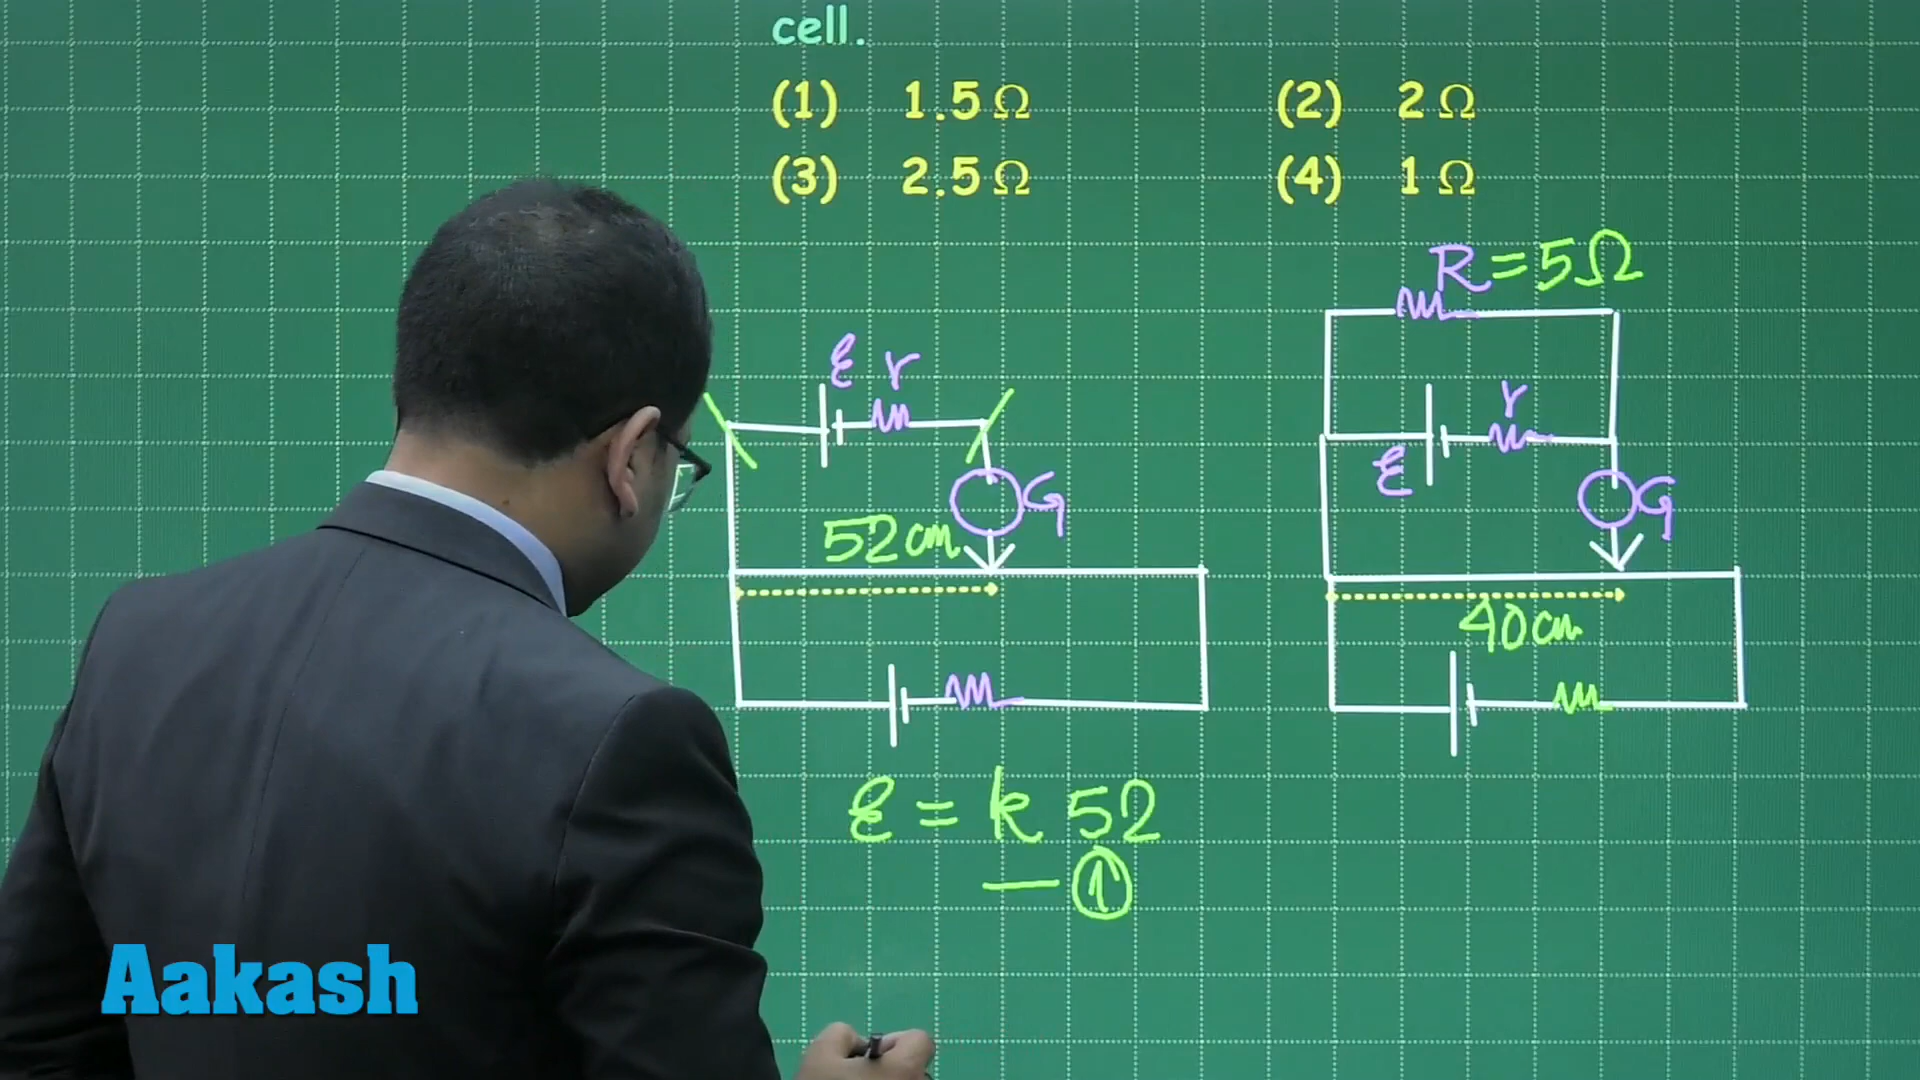 cell.
(1) 1.5 Ω (2) 2 Ω
(3) 2.5 Ω (4) 1 Ω
R = 5Ω
ε r
r
ε
G
G
52 cm
40 cm
ε = k 52
— ①
Aakash